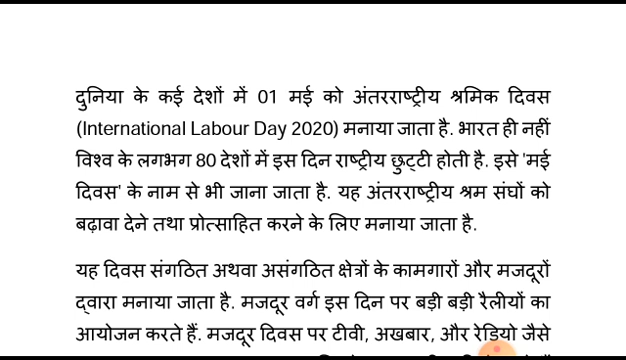 दुनिया के कई देशों में 01 मई को अंतरराष्ट्रीय श्रमिक दिवस
(International Labour Day 2020) मनाया जाता है. भारत ही नहीं
विश्व के लगभग 80 देशों में इस दिन राष्ट्रीय छुट्टी होती है. इसे 'मई
दिवस' के नाम से भी जाना जाता है. यह अंतरराष्ट्रीय श्रम संघों को
बढ़ावा देने तथा प्रोत्साहित करने के लिए मनाया जाता है.
यह दिवस संगठित अथवा असंगठित क्षेत्रों के कामगारों और मजदूरों
द्वारा मनाया जाता है. मजदूर वर्ग इस दिन पर बड़ी बड़ी रैलीयों का
आयोजन करते हैं. मजदूर दिवस पर टीवी, अखबार, और रेडियो जैसे